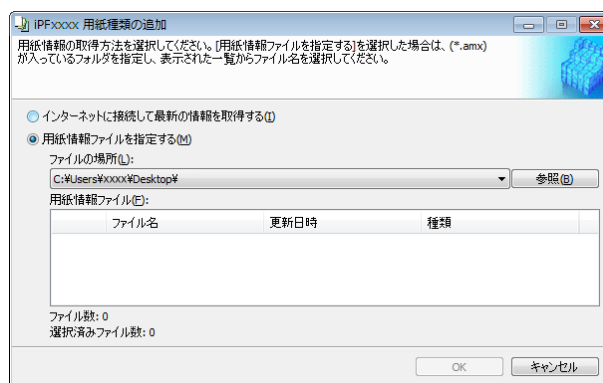 iPFxxxx 用紙種類の追加
用紙情報の取得方法を選択してください。[用紙情報ファイルを指定する]を選択した場合は、(*.amx)
が入っているフォルダを指定し、表示された一覧からファイル名を選択してください。
インターネットに接続して最新の情報を取得する(I)
用紙情報ファイルを指定する(M)
ファイルの場所(L):
C:¥Users¥xxxx¥Desktop¥ 参照(B)
用紙情報ファイル(F):
ファイル名 更新日時 種類
ファイル数: 0
選択済みファイル数: 0
OK キャンセル